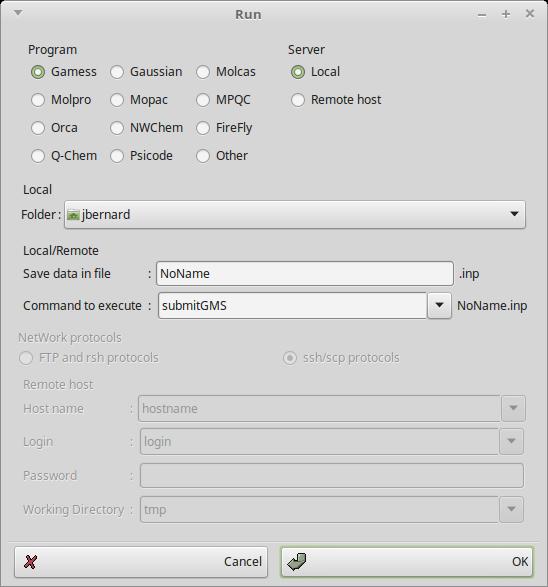 Run
Program Server
Gamess Gaussian Molcas Local
Molpro Mopac MPQC Remote host
Orca NWChem FireFly
Q-Chem Psicode Other
Local
Folder : jbernard
Local/Remote
Save data in file : NoName .inp
Command to execute : submitGMS NoName.inp
NetWork protocols
FTP and rsh protocols ssh/scp protocols
Remote host
Host name : hostname
Login : login
Password :
Working Directory : tmp
Cancel OK